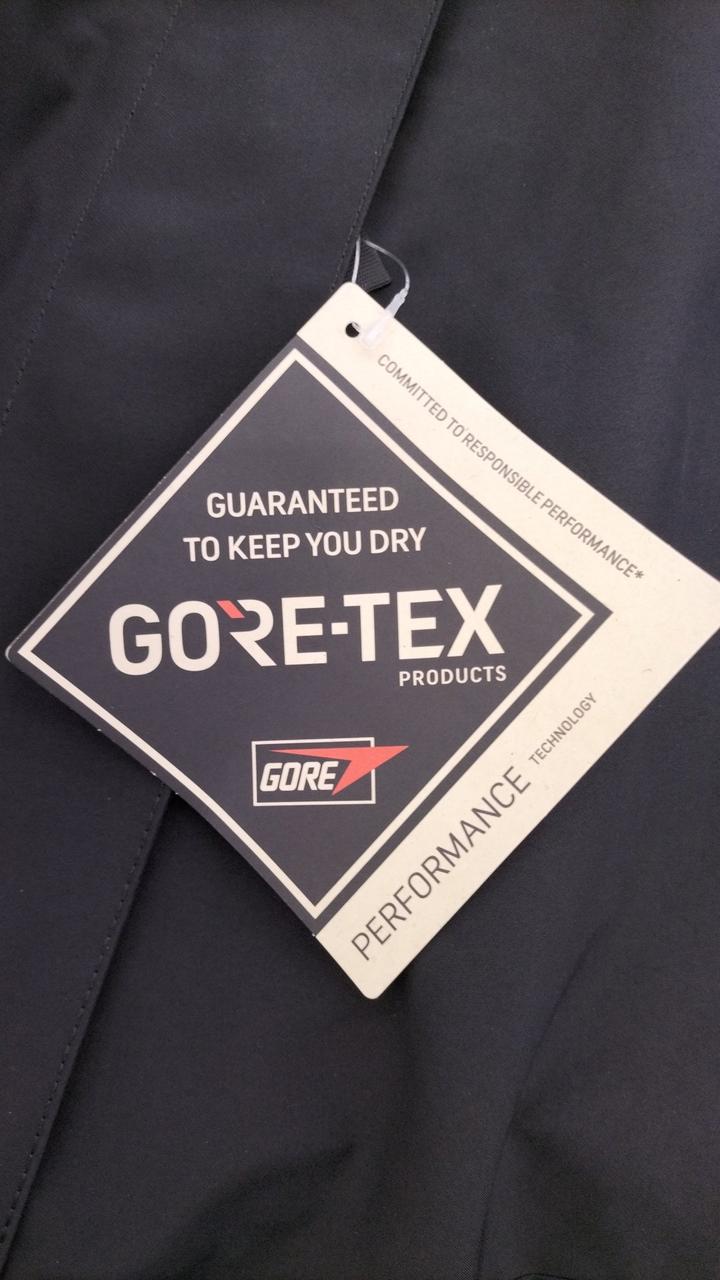 COMMITTED TO RESPONSIBLE PERFORMANCE*
GUARANTEED
TO KEEP YOU DRY
GORE-TEX
PRODUCTS
GORE
PERFORMANCE TECHNOLOGY